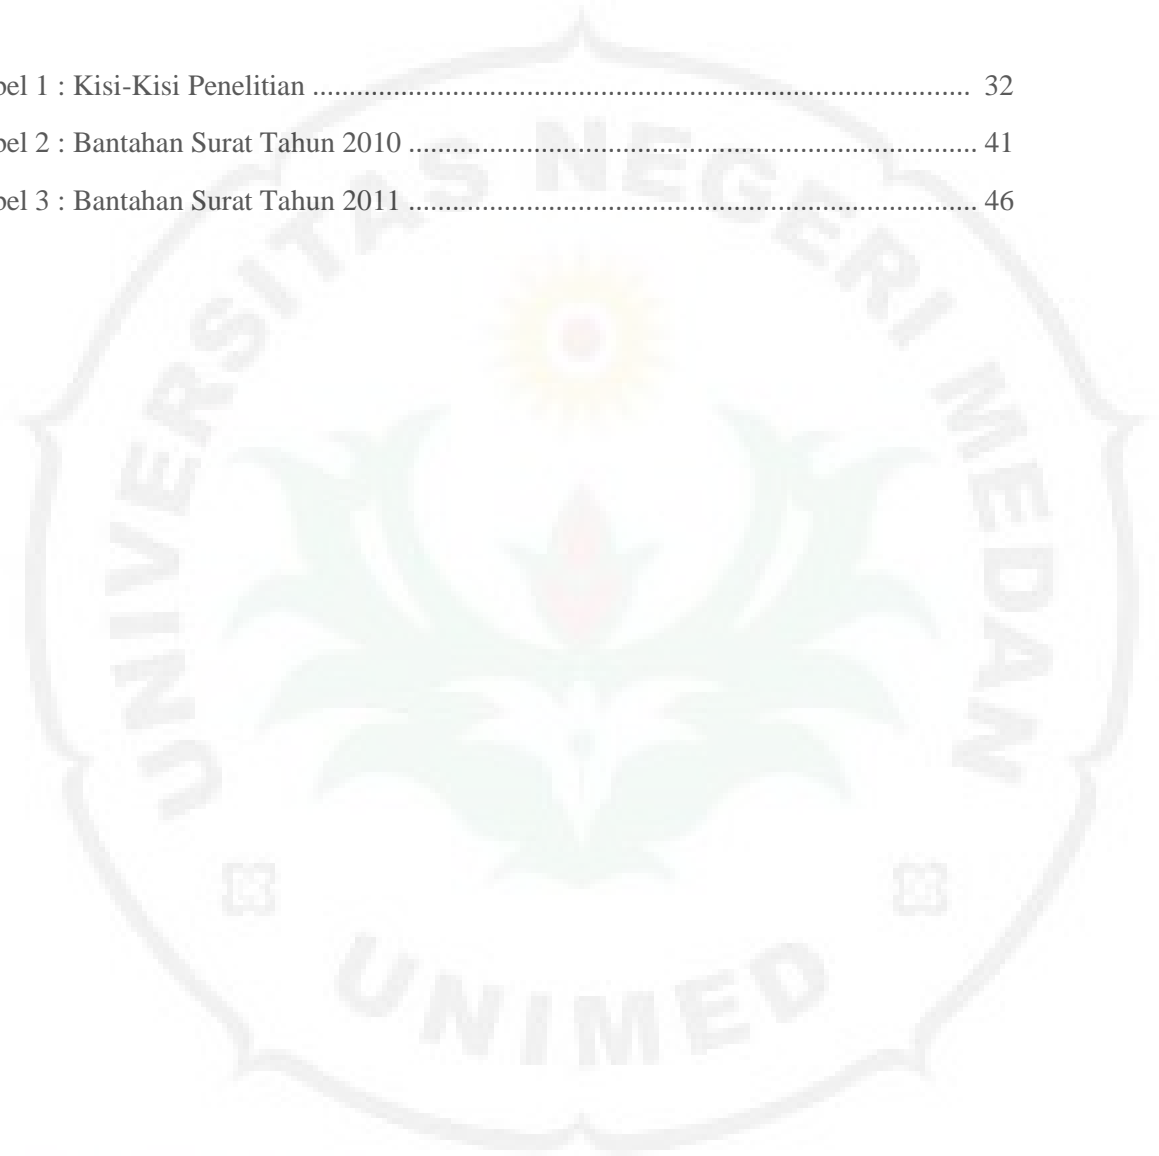 bel 1 : Kisi-Kisi Penelitian ........................................................................................... 32
bel 2 : Bantahan Surat Tahun 2010 ............................................................................... 41
bel 3 : Bantahan Surat Tahun 2011 ............................................................................... 46
UNIVERSITAS NEGERI MEDAN
UNIMED